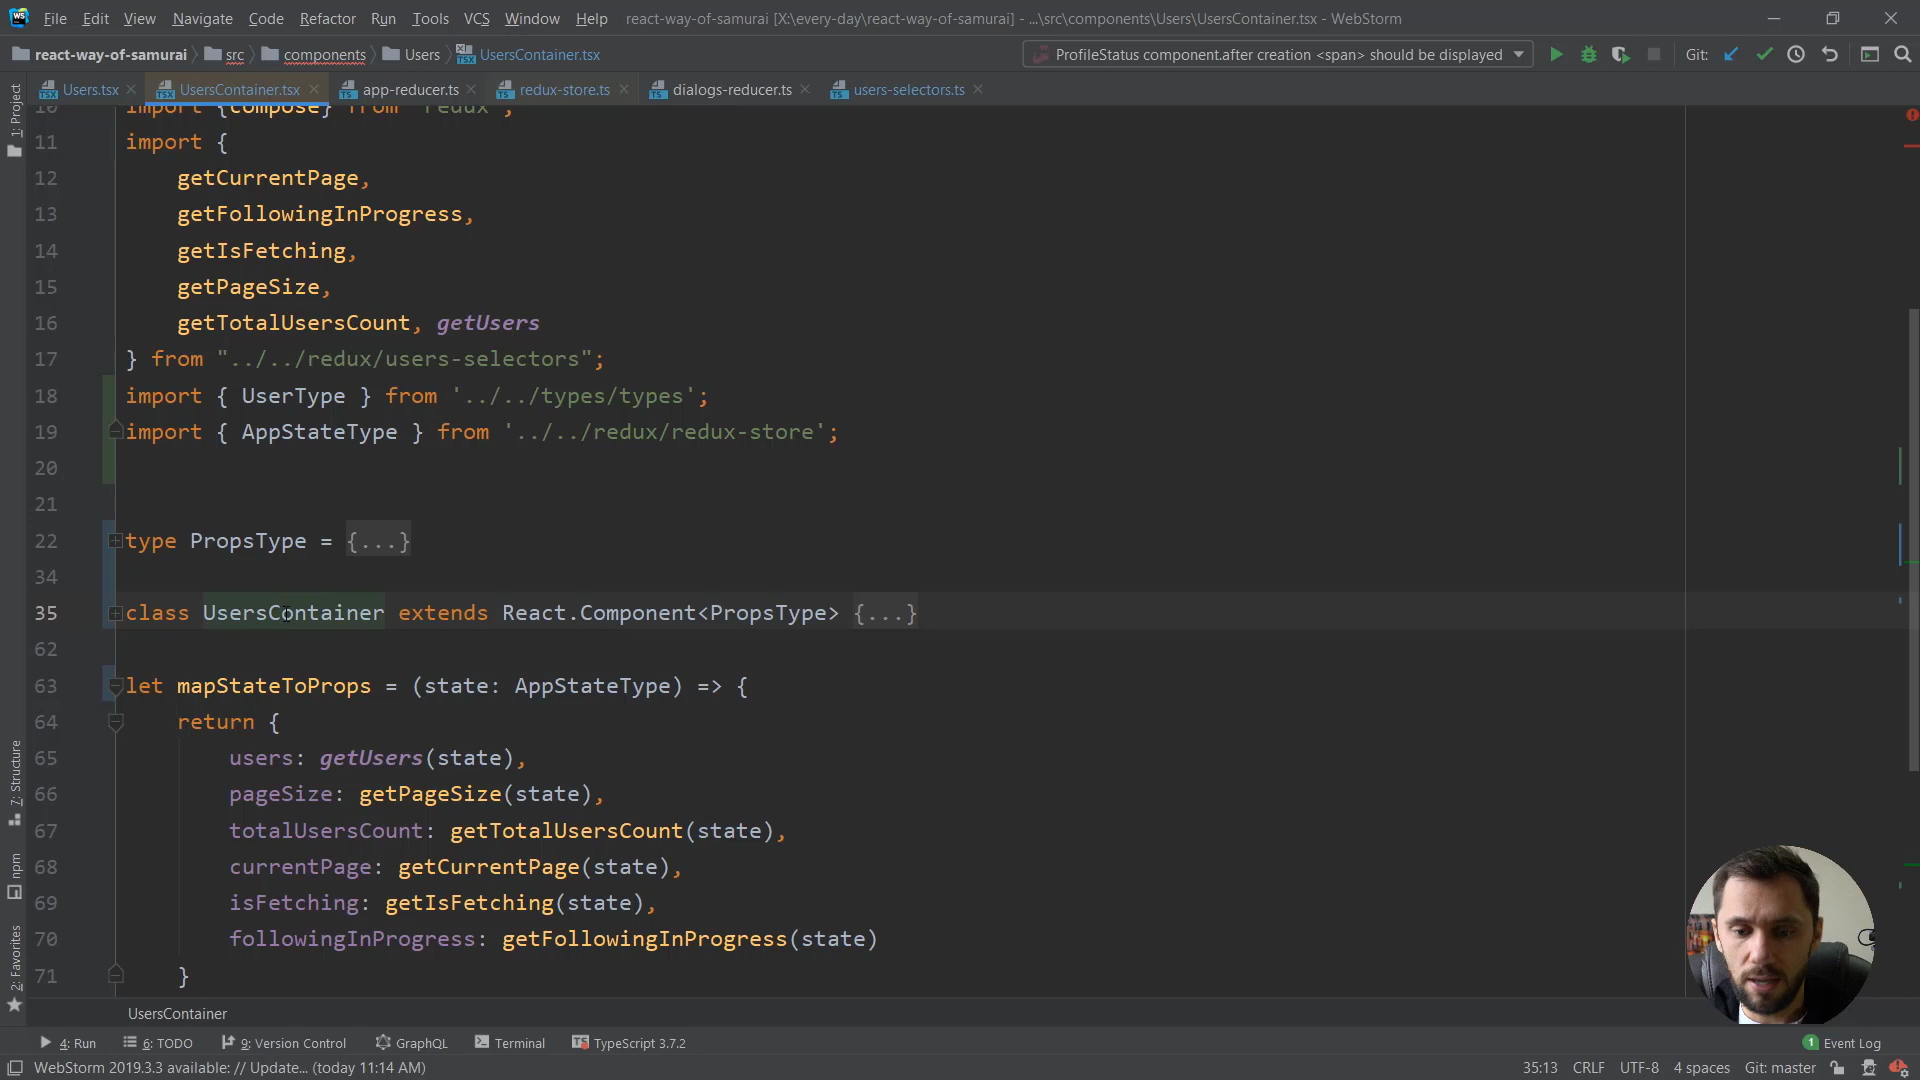 WS File Edit View Navigate Code Refactor Run Tools VCS Window Help react-way-of-samurai [X:\every-day\react-way-of-samurai] - ...\src\components\Users\UsersContainer.tsx - WebStorm
react-way-of-samurai src components Users UsersContainer.tsx ProfileStatus component.after creation <span> should be displayed Git:
Users.tsx UsersContainer.tsx app-reducer.ts redux-store.ts dialogs-reducer.ts users-selectors.ts
10 import {compose} from "redux";
11 import {
12 getCurrentPage,
13 getFollowingInProgress,
14 getIsFetching,
15 getPageSize,
16 getTotalUsersCount, getUsers
17 } from "../../redux/users-selectors";
18 import { UserType } from '../../types/types';
19 import { AppStateType } from '../../redux/redux-store';
20
21
22 type PropsType = {...}
34
35 class UsersContainer extends React.Component<PropsType> {...}
62
63 let mapStateToProps = (state: AppStateType) => {
64 return {
65 users: getUsers(state),
66 pageSize: getPageSize(state),
67 totalUsersCount: getTotalUsersCount(state),
68 currentPage: getCurrentPage(state),
69 isFetching: getIsFetching(state),
70 followingInProgress: getFollowingInProgress(state)
71 }
1: Project
7: Structure
npm
2: Favorites
UsersContainer
4: Run 6: TODO 9: Version Control GraphQL Terminal TypeScript 3.7.2 1 Event Log
WebStorm 2019.3.3 available: // Update... (today 11:14 AM) 35:13 CRLF UTF-8 4 spaces Git: master